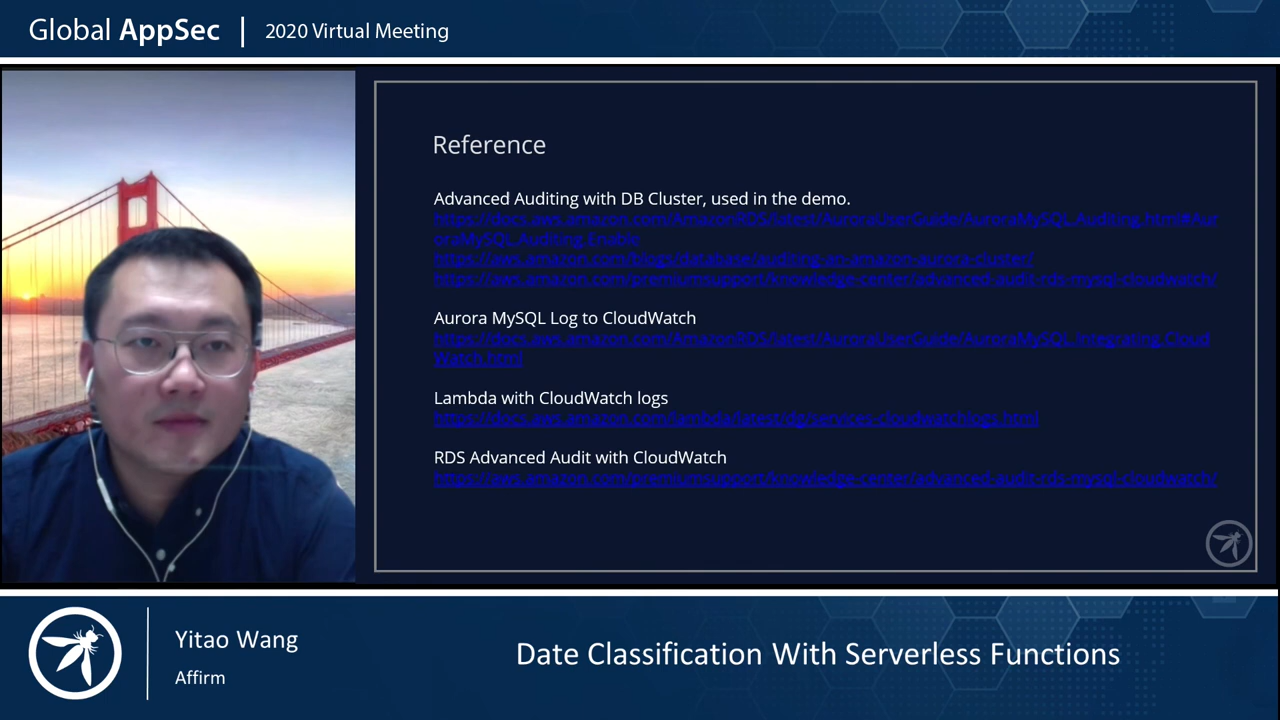 Global AppSec | 2020 Virtual Meeting
Reference
Advanced Auditing with DB Cluster, used in the demo.
https://docs.aws.amazon.com/AmazonRDS/latest/AuroraUserGuide/AuroraMySQL.Auditing.html#Aur
oraMySQL.Auditing.Enable
https://aws.amazon.com/blogs/database/auditing-an-amazon-aurora-cluster/
https://aws.amazon.com/premiumsupport/knowledge-center/advanced-audit-rds-mysql-cloudwatch/
Aurora MySQL Log to CloudWatch
https://docs.aws.amazon.com/AmazonRDS/latest/AuroraUserGuide/AuroraMySQL.Integrating.Cloud
Watch.html
Lambda with CloudWatch logs
https://docs.aws.amazon.com/lambda/latest/dg/services-cloudwatchlogs.html
RDS Advanced Audit with CloudWatch
https://aws.amazon.com/premiumsupport/knowledge-center/advanced-audit-rds-mysql-cloudwatch/
Yitao Wang
Affirm
Date Classification With Serverless Functions